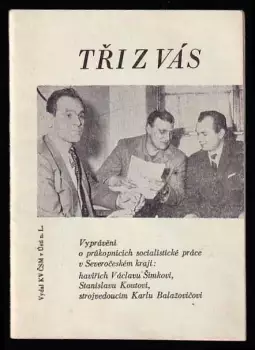 TŘI Z VÁS
Vyprávění
o průkopnících socialistické práce
v Severočeském kraji:
havířích Václavu Šimkovi,
Stanislavu Koutovi,
strojvedoucím Karlu Balažovičovi
Vydal KV ČSM v Ústí n. L.